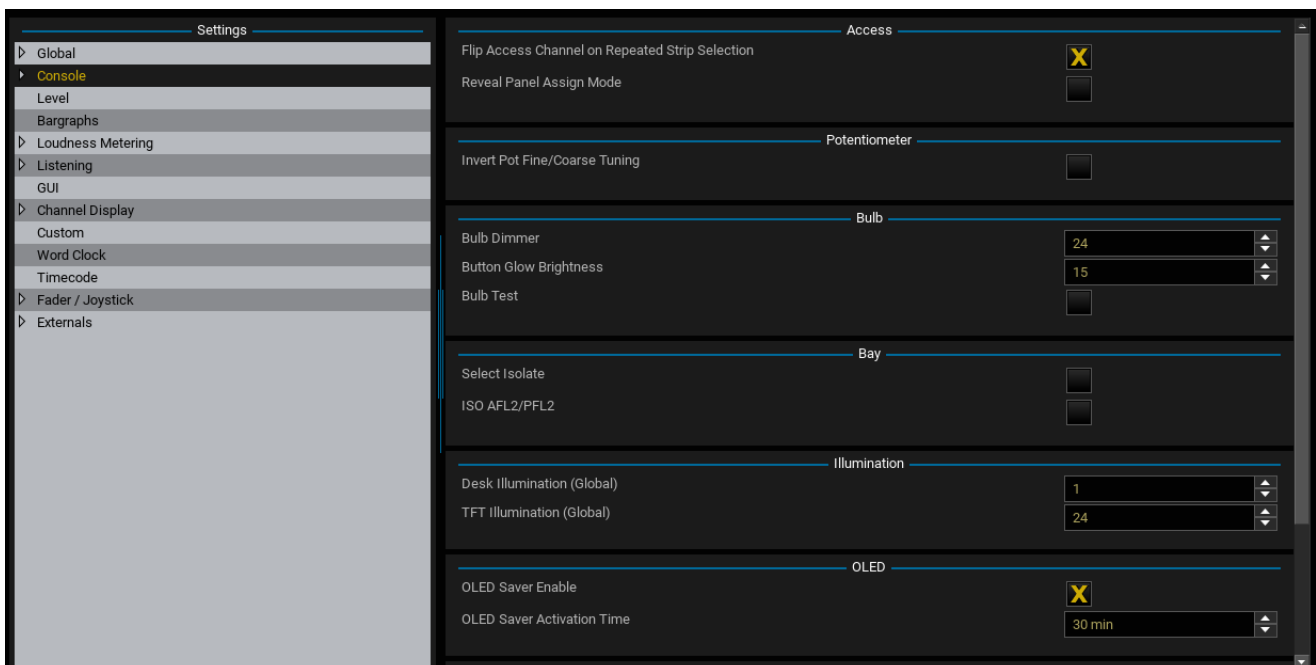 Settings
Global
Console
Level
Bargraphs
Loudness Metering
Listening
GUI
Channel Display
Custom
Word Clock
Timecode
Fader / Joystick
Externals
Access
Flip Access Channel on Repeated Strip Selection
X
Reveal Panel Assign Mode
Potentiometer
Invert Pot Fine/Coarse Tuning
Bulb
Bulb Dimmer 24
Button Glow Brightness 15
Bulb Test
Bay
Select Isolate
ISO AFL2/PFL2
Illumination
Desk Illumination (Global) 1
TFT Illumination (Global) 24
OLED
OLED Saver Enable
X
OLED Saver Activation Time 30 min